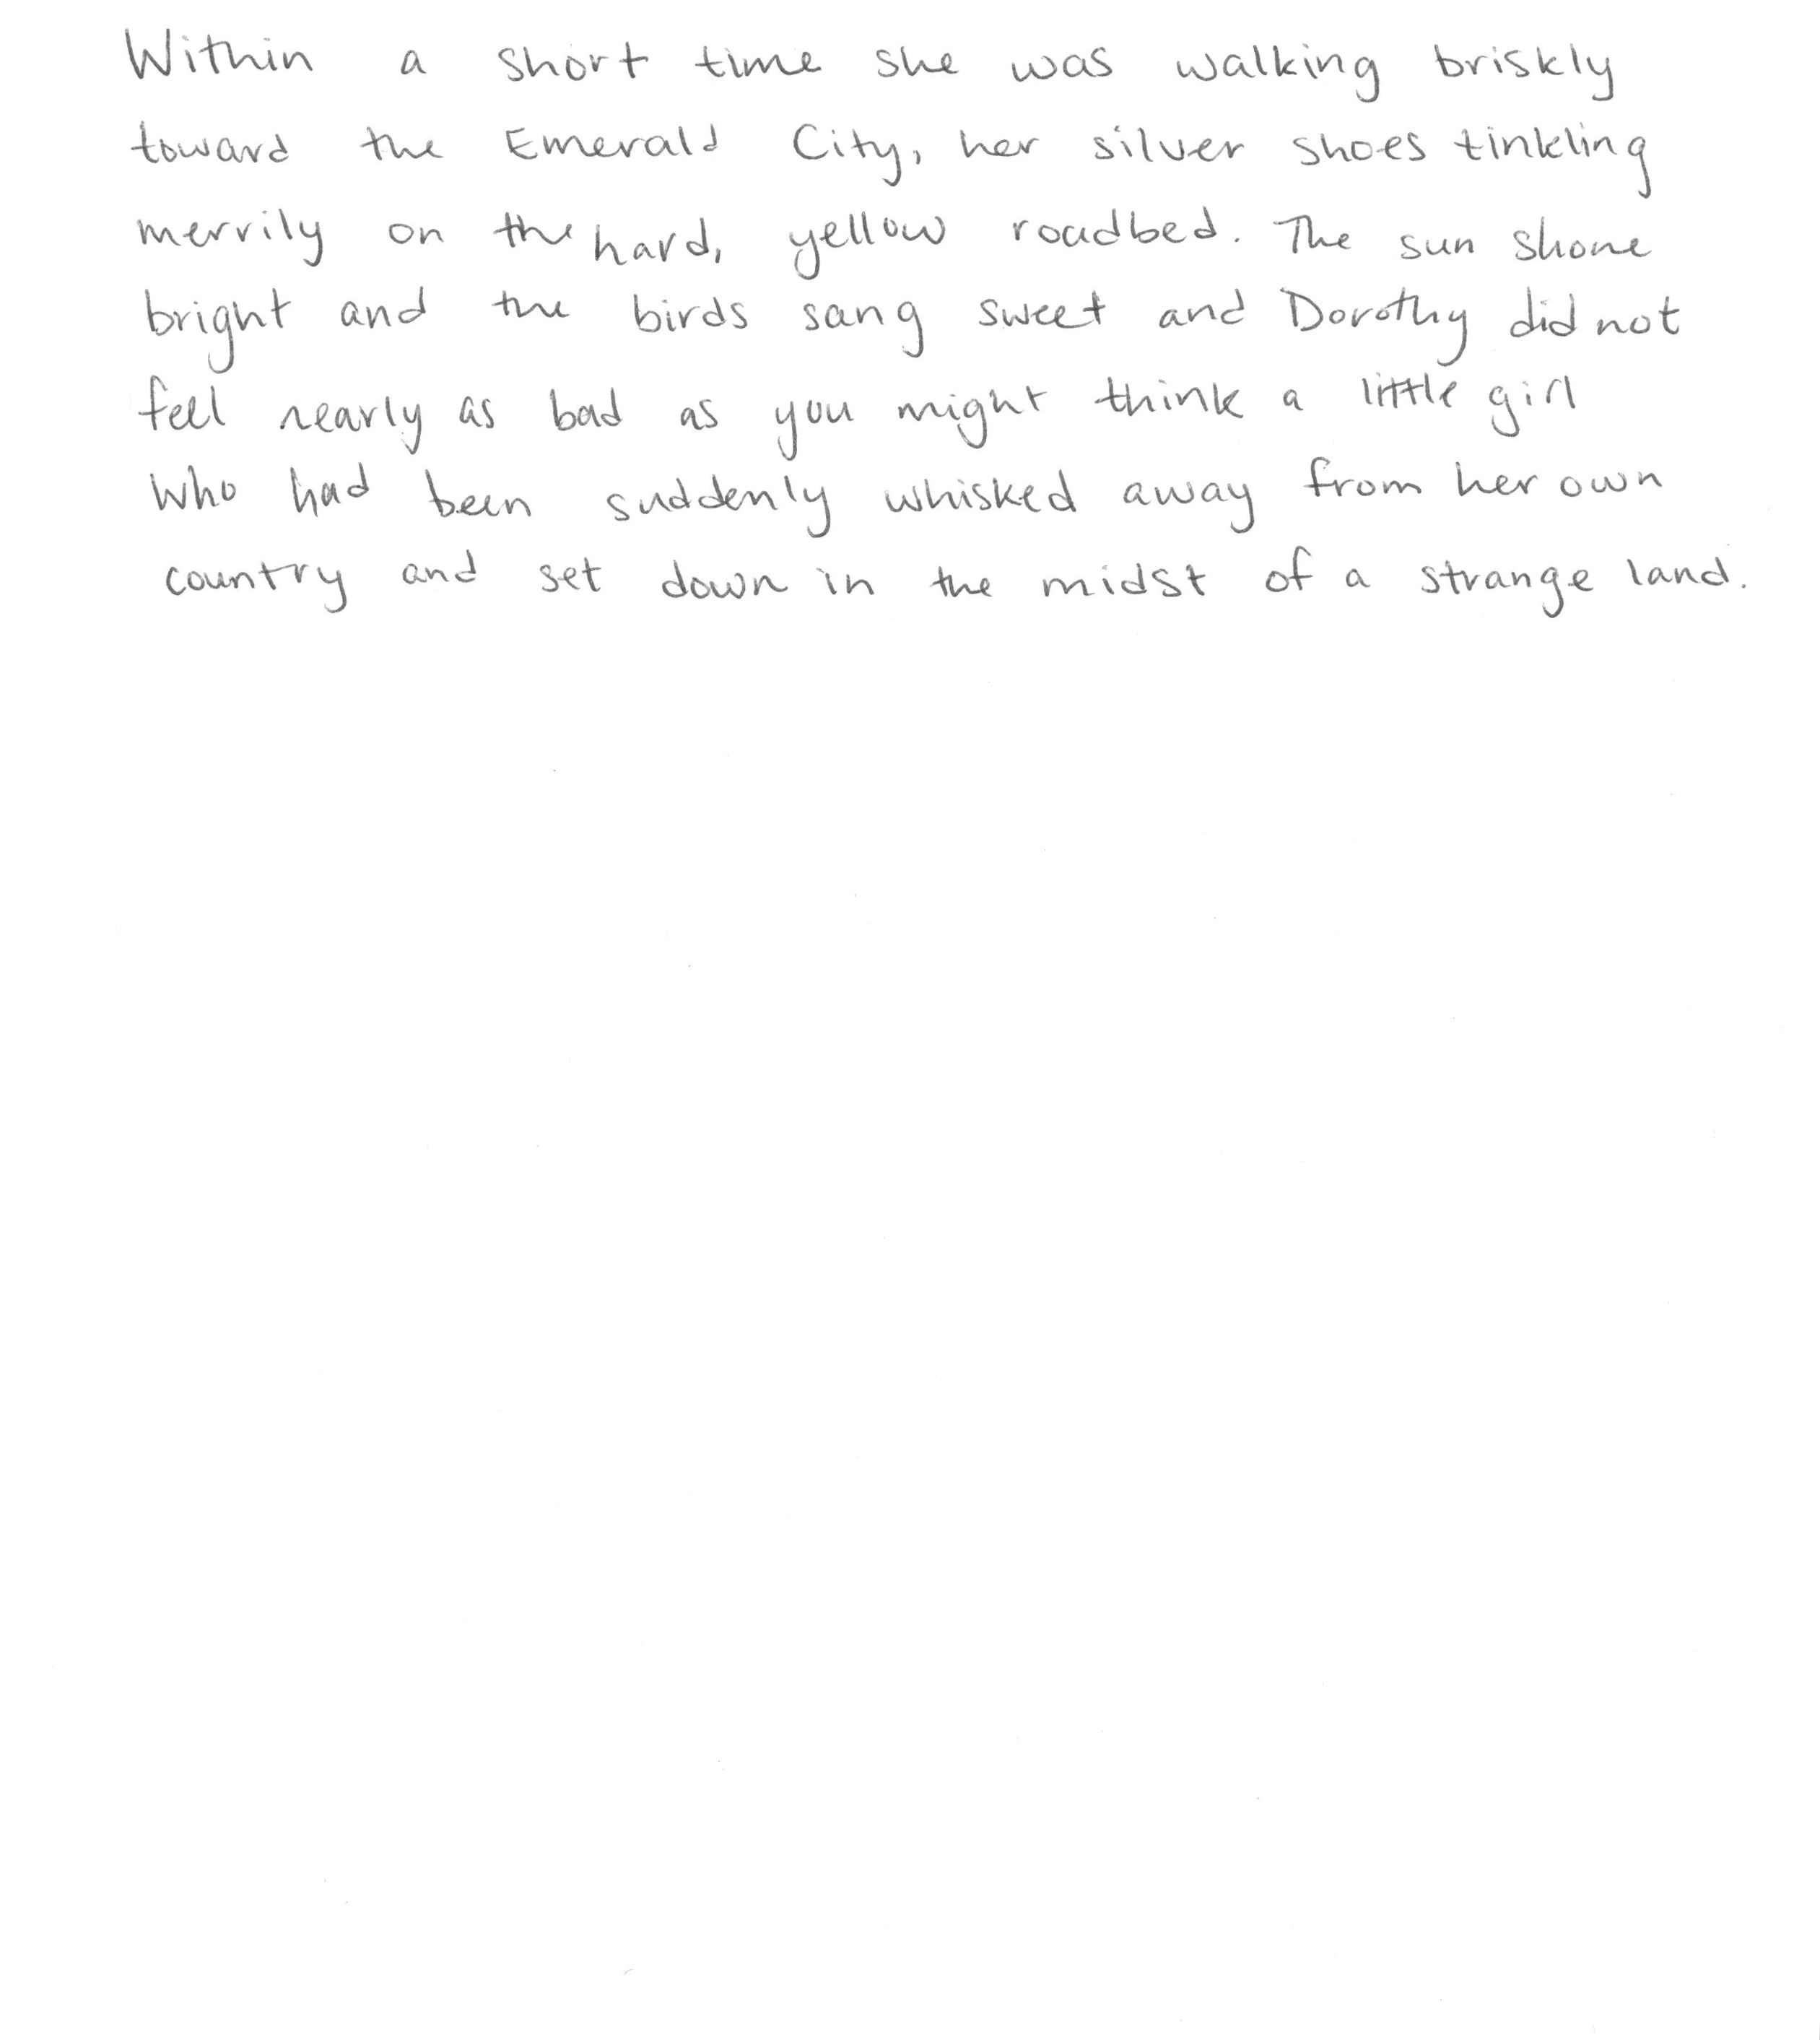 Within a short time she was walking briskly
toward the Emerald City, her silver shoes tinkling
merrily on the hard, yellow roadbed. The sun shone
bright and the birds sang sweet and Dorothy did not
feel nearly as bad as you might think a little girl
who had been suddenly whisked away from her own
country and set down in the midst of a strange land.